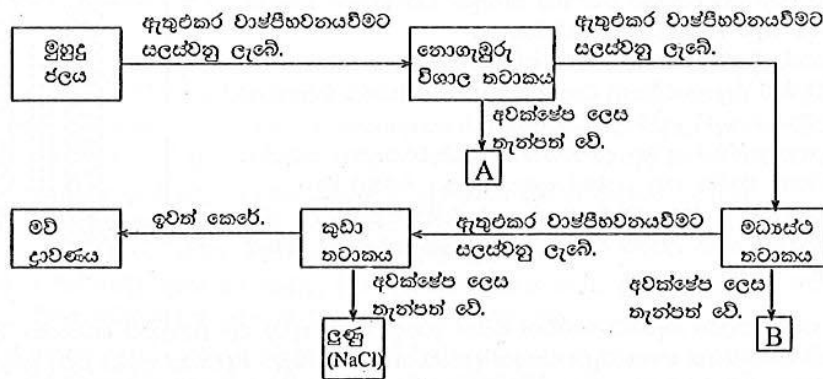 මුහුදු
ජලය
ඇතුළුකර වාෂ්පීභවනයවීමට
සලස්වනු ලැබේ.
නොගැඹුරු
විශාල තටාකය
ඇතුළුකර වාෂ්පීභවනයවීමට
සලස්වනු ලැබේ.
අවක්ෂේප ලෙස
තැන්පත් වේ.
A
මව්
ද්‍රාවණය
ඉවත් කෙරේ.
කුඩා
තටාකය
ඇතුළුකර වාෂ්පීභවනයවීමට
සලස්වනු ලැබේ.
මධ්‍යස්ථ
තටාකය
අවක්ෂේප ලෙස
තැන්පත් වේ.
ලුණු
(NaCl)
අවක්ෂේප ලෙස
තැන්පත් වේ.
B